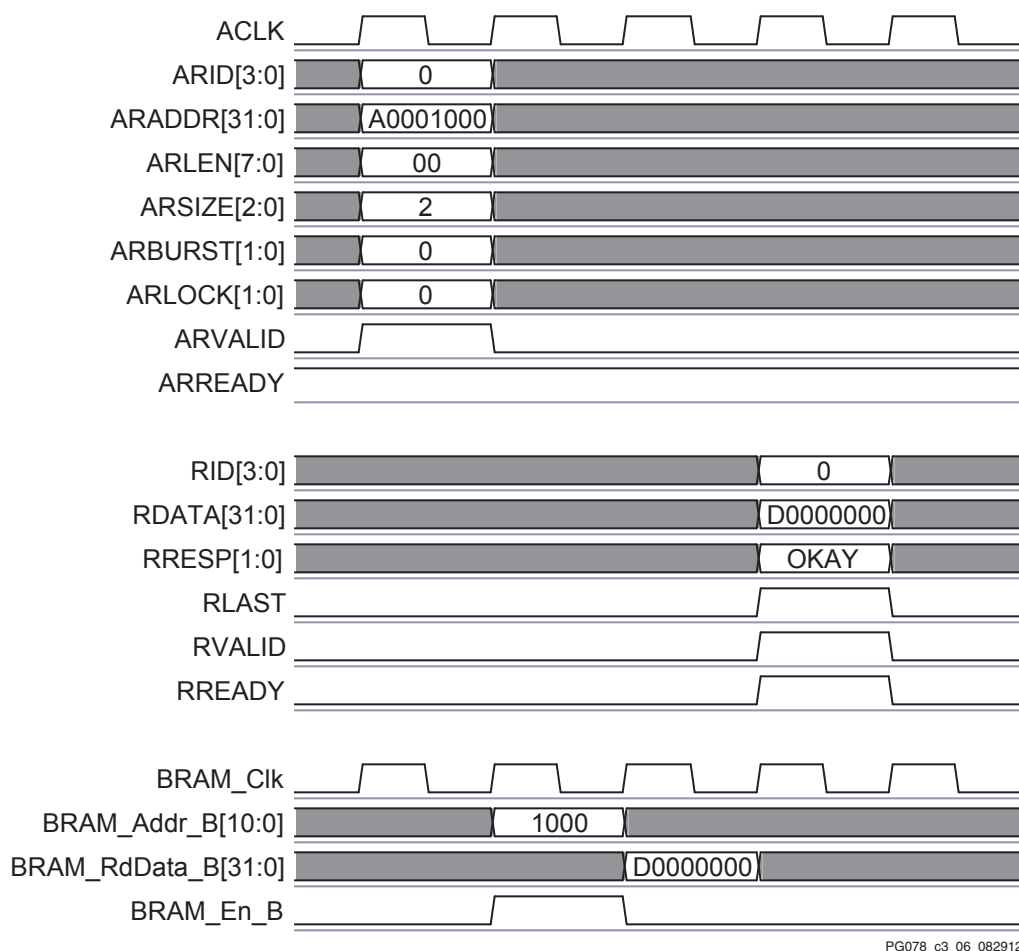 ACLK
ARID[3:0] 0
ARADDR[31:0] A0001000
ARLEN[7:0] 00
ARSIZE[2:0] 2
ARBURST[1:0] 0
ARLOCK[1:0] 0
ARVALID
ARREADY
RID[3:0] 0
RDATA[31:0] D0000000
RRESP[1:0] OKAY
RLAST
RVALID
RREADY
BRAM_Clk
BRAM_Addr_B[10:0] 1000
BRAM_RdData_B[31:0] D0000000
BRAM_En_B
PG078_c3_06_082912